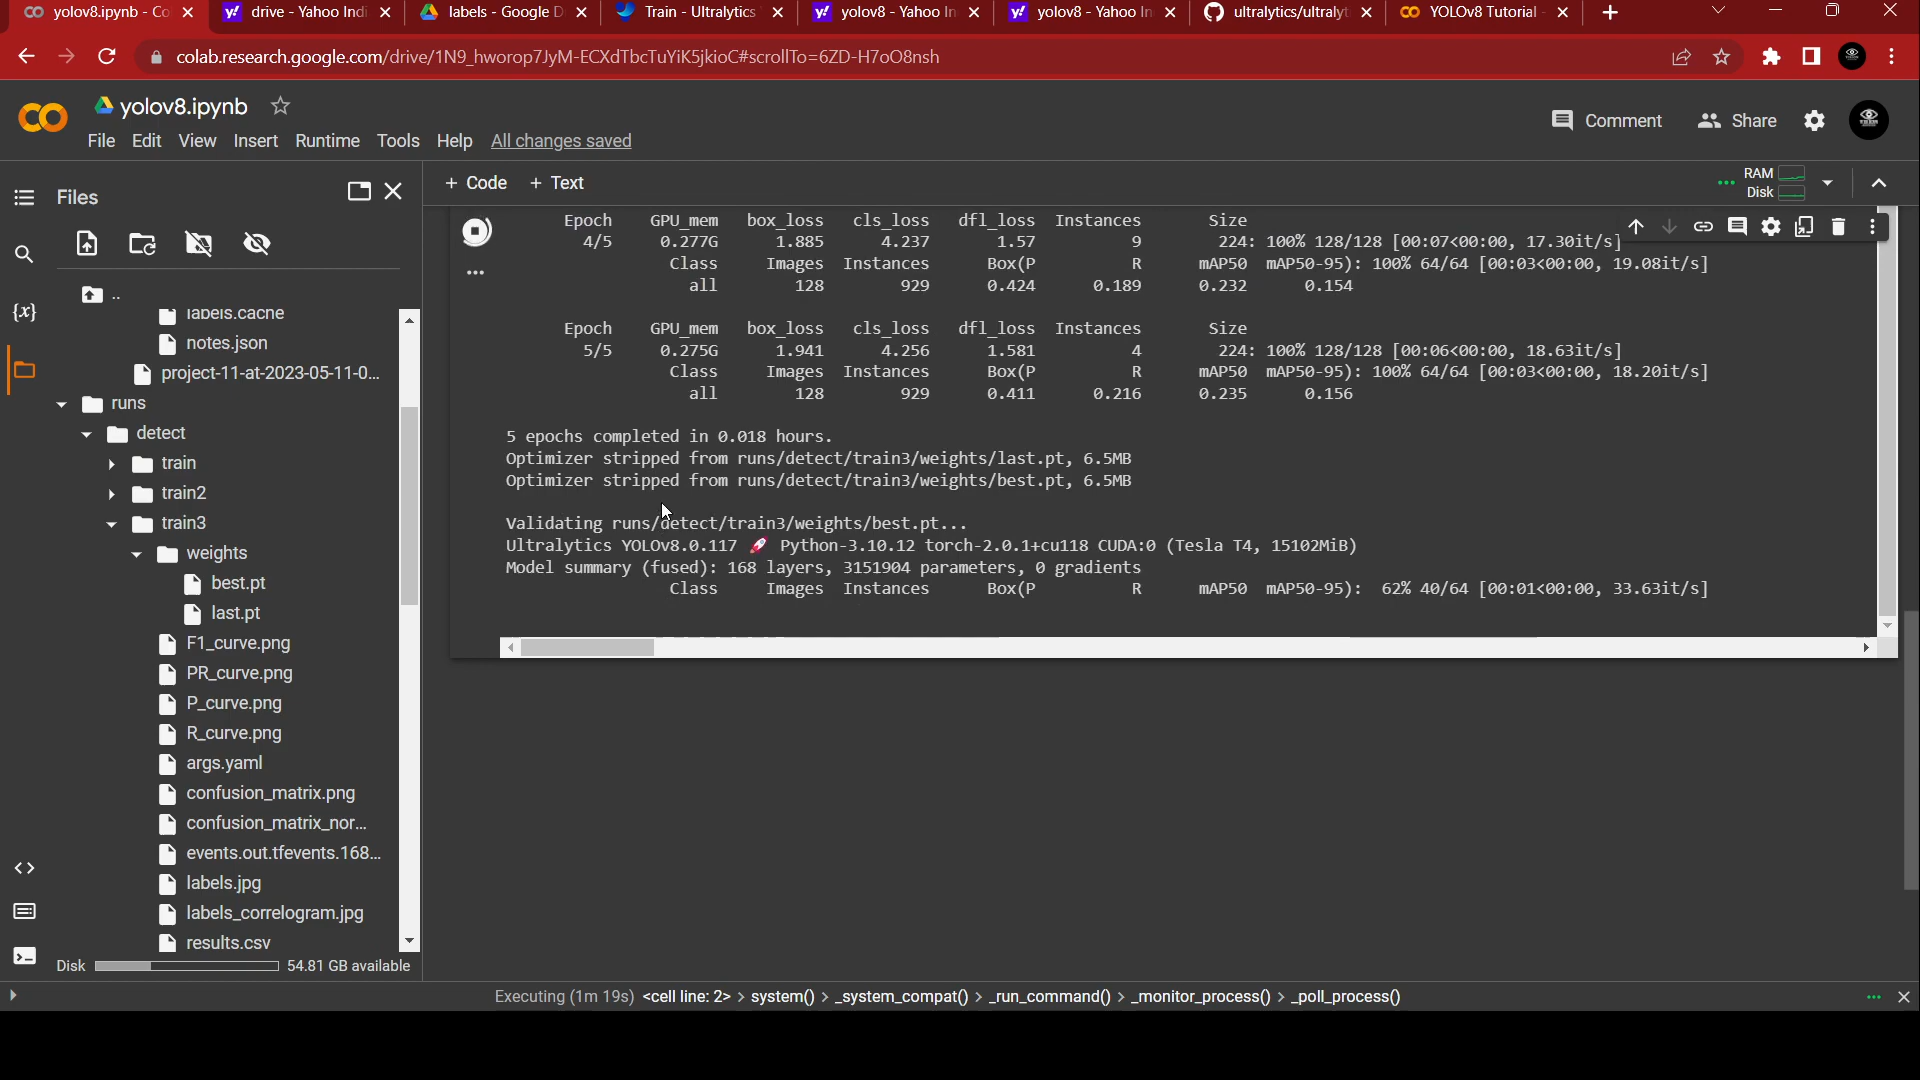 yolov8.ipynb - Co
drive - Yahoo Indi
labels - Google D
Train - Ultralytics
yolov8 - Yahoo In
yolov8 - Yahoo In
ultralytics/ultralyt
YOLOv8 Tutorial -
colab.research.google.com/drive/1N9_hworop7JyM-ECXdTbcTuYiK5jkioC#scrollTo=6ZD-H7oO8nsh
yolov8.ipynb
Comment
Share
File Edit View Insert Runtime Tools Help All changes saved
Files
+ Code + Text
RAM
Disk
..
labels.cache
notes.json
project-11-at-2023-05-11-0...
runs
detect
train
train2
train3
weights
best.pt
last.pt
F1_curve.png
PR_curve.png
P_curve.png
R_curve.png
args.yaml
confusion_matrix.png
confusion_matrix_nor...
events.out.tfevents.168...
labels.jpg
labels_correlogram.jpg
results.csv
Disk 54.81 GB available
Epoch GPU_mem box_loss cls_loss dfl_loss Instances Size
4/5 0.277G 1.885 4.237 1.57 9 224: 100% 128/128 [00:07<00:00, 17.30it/s]
Class Images Instances Box(P R mAP50 mAP50-95): 100% 64/64 [00:03<00:00, 19.08it/s]
all 128 929 0.424 0.189 0.232 0.154
Epoch GPU_mem box_loss cls_loss dfl_loss Instances Size
5/5 0.275G 1.941 4.256 1.581 4 224: 100% 128/128 [00:06<00:00, 18.63it/s]
Class Images Instances Box(P R mAP50 mAP50-95): 100% 64/64 [00:03<00:00, 18.20it/s]
all 128 929 0.411 0.216 0.235 0.156
5 epochs completed in 0.018 hours.
Optimizer stripped from runs/detect/train3/weights/last.pt, 6.5MB
Optimizer stripped from runs/detect/train3/weights/best.pt, 6.5MB
Validating runs/detect/train3/weights/best.pt...
Ultralytics YOLOv8.0.117 🚀 Python-3.10.12 torch-2.0.1+cu118 CUDA:0 (Tesla T4, 15102MiB)
Model summary (fused): 168 layers, 3151904 parameters, 0 gradients
Class Images Instances Box(P R mAP50 mAP50-95): 62% 40/64 [00:01<00:00, 33.63it/s]
Executing (1m 19s) <cell line: 2> > system() > _system_compat() > _run_command() > _monitor_process() > _poll_process()